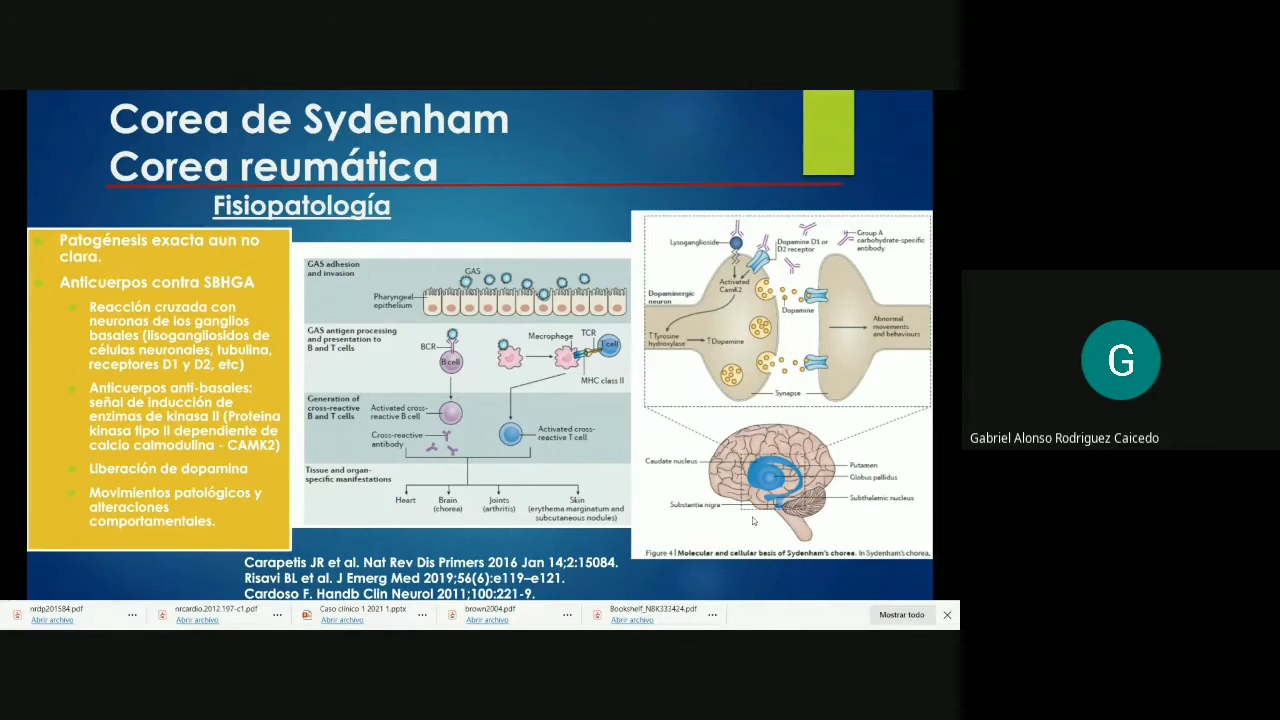 Corea de Sydenham
Corea reumática
Fisiopatología
Patogénesis exacta aun no
clara.
Anticuerpos contra SBHGA
Reacción cruzada con
neuronas de los ganglios
basales (lisogangliosidos de
células neuronales, tubulina,
receptores D1 y D2, etc)
Anticuerpos anti-basales:
señal de inducción de
enzimas de kinasa II (Proteína
kinasa tipo II dependiente de
calcio calmodulina - CAMK2)
Liberación de dopamina
Movimientos patológicos y
alteraciones
comportamentales.
GAS adhesion
and invasion
GAS
Pharyngeal
epithelium
GAS antigen processing
and presentation to
B and T cells
BCR
B cell
Macrophage
TCR
T cell
MHC class II
Generation of
cross-reactive
B and T cells
Activated cross-
reactive B cell
Cross-reactive
antibody
Activated cross-
reactive T cell
Tissue and organ-
specific manifestations
Heart
Brain
(chorea)
Joints
(arthritis)
Skin
(erythema marginatum and
subcutaneous nodules)
Lysoganglioside
Dopamine D1 or
D2 receptor
Group A
carbohydrate-specific
antibody
Activated
CamK2
Dopaminergic
neuron
Dopamine
↑Tyrosine
hydroxylase
↑Dopamine
Abnormal
movements
and behaviours
Synapse
Caudate nucleus
Putamen
Globus pallidus
Subthalamic nucleus
Substantia nigra
Figure 4 | Molecular and cellular basis of Sydenham's chorea. In Sydenham's chorea,
Carapetis JR et al. Nat Rev Dis Primers 2016 Jan 14;2:15084.
Risavi BL et al. J Emerg Med 2019;56(6):e119–e121.
Cardoso F. Handb Clin Neurol 2011;100:221-9.
nrdp201584.pdf
Abrir archivo
nrcardio.2012.197-c1.pdf
Abrir archivo
Caso clínico 1 2021 1.pptx
Abrir archivo
brown2004.pdf
Abrir archivo
Bookshelf_NBK333424.pdf
Abrir archivo
Mostrar todo
G
Gabriel Alonso Rodriguez Caicedo